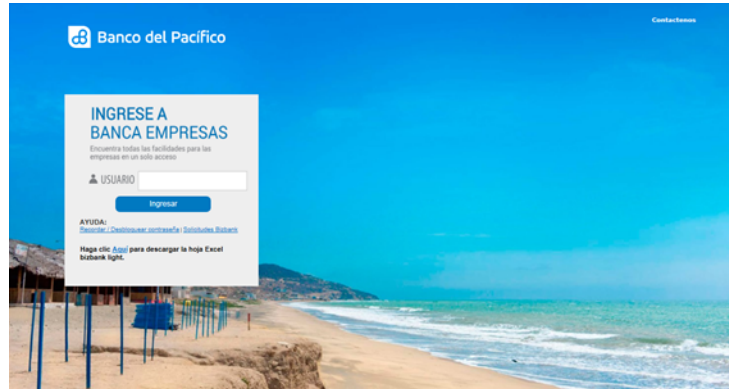 Contactenos
Banco del Pacífico
INGRESE A
BANCA EMPRESAS
Encuentra todas las facilidades para las
empresas en un solo acceso
USUARIO
Ingresar
AYUDA:
Recordar / Desbloquear contraseña | Solicitudes Bizbank
Haga clic Aquí para descargar la hoja Excel
bizbank light.